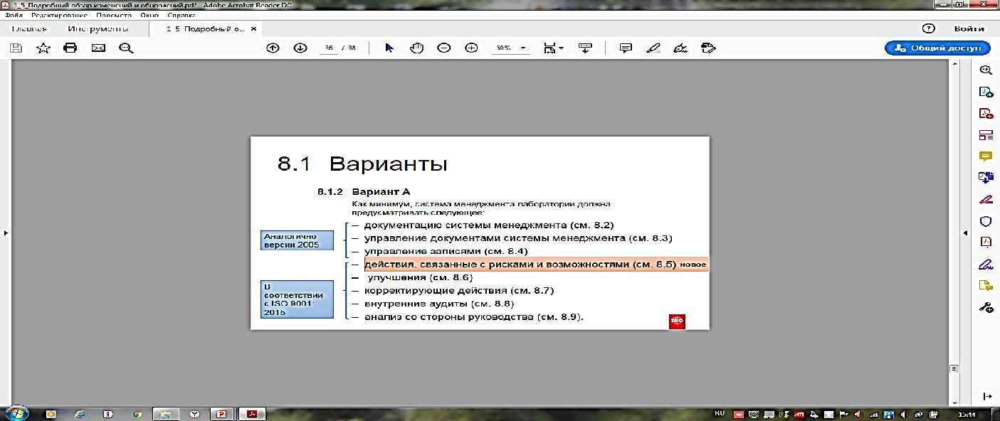 1_5_Подробный обзор изменений и обновлений.pdf - Adobe Acrobat Reader DC
Файл Редактирование Просмотр Окно Справка
Главная Инструменты 1_5_Подробный о... ×
Войти
36 / 38
50%
Общий доступ
8.1 Варианты
8.1.2 Вариант А
Как минимум, система менеджмента лаборатории должна
предусматривать следующее:
– документацию системы менеджмента (см. 8.2)
Аналогично
версии 2005
– управление документами системы менеджмента (см. 8.3)
– управление записями (см. 8.4)
– действия, связанные с рисками и возможностями (см. 8.5) новое
– улучшения (см. 8.6)
В
соответствии
с ISO 9001:
2015
– корректирующие действия (см. 8.7)
– внутренние аудиты (см. 8.8)
– анализ со стороны руководства (см. 8.9).
ISO
RU
15:44